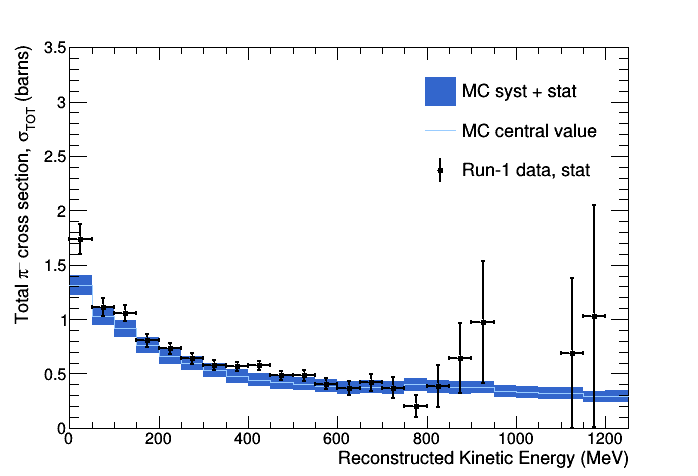 Total π⁻ cross section, σ_TOT (barns)
3.5
3
2.5
2
1.5
1
0.5
0
MC syst + stat
MC central value
Run-1 data, stat
0 200 400 600 800 1000 1200
Reconstructed Kinetic Energy (MeV)